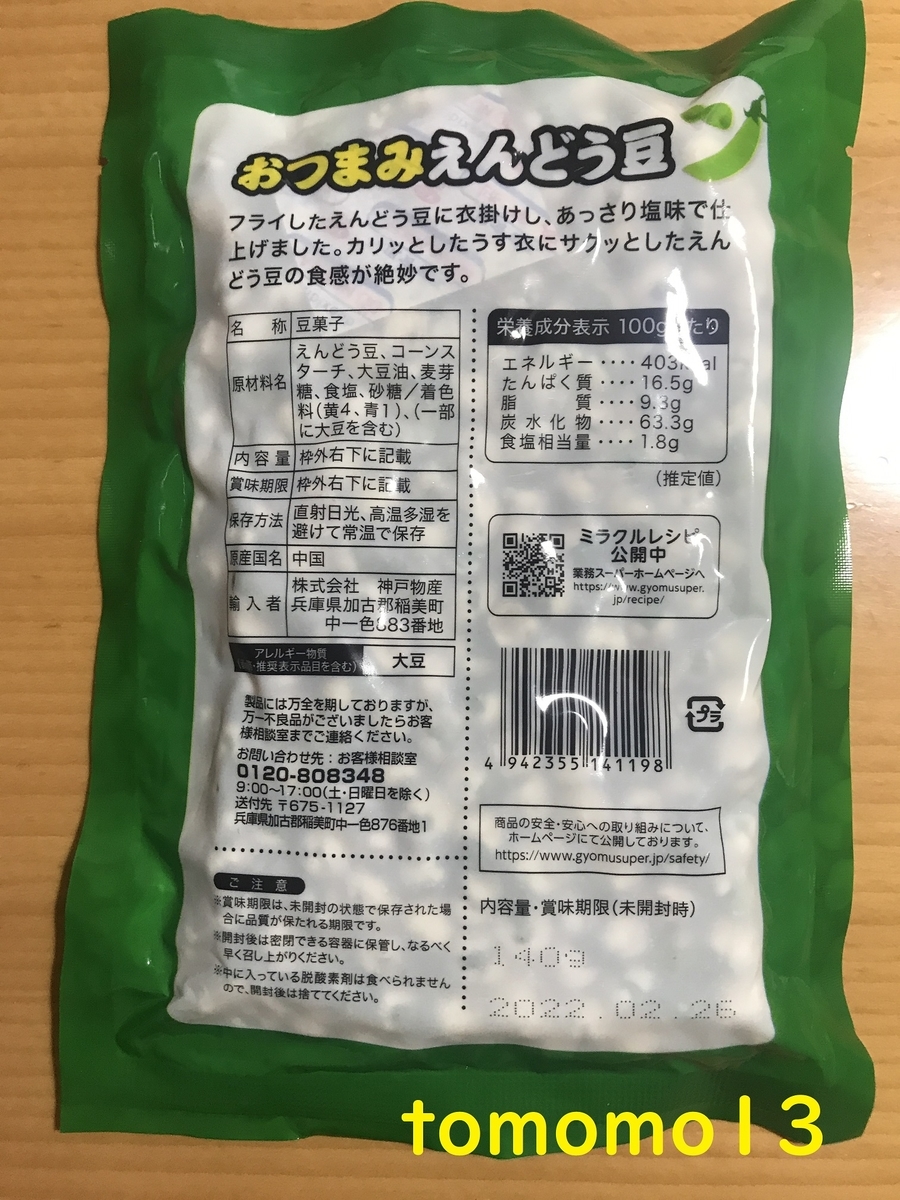 おつまみえんどう豆
フライしたえんどう豆に衣掛けし、あっさり塩味で仕
上げました。カリッとしたうす衣にサクッとしたえん
どう豆の食感が絶妙です。
名 称 豆菓子
原材料名 えんどう豆、コーンス
ターチ、大豆油、麦芽
糖、食塩、砂糖／着色
料(黄4、青1)、(一部
に大豆を含む)
内容量 枠外右下に記載
賞味期限 枠外右下に記載
保存方法 直射日光、高温多湿を
避けて常温で保存
原産国名 中国
輸入者 株式会社 神戸物産
兵庫県加古郡稲美町
中一色883番地
アレルギー物質
推奨表示品目を含む) 大豆
製品には万全を期しておりますが、
万一不良品がございましたらお客
様相談室までご連絡ください。
お問い合わせ先：お客様相談室
0120-808348
9:00～17:00(土・日曜日を除く)
送付先 〒675-1127
兵庫県加古郡稲美町中一色876番地1
ご注意
※賞味期限は、未開封の状態で保存された場
合に品質が保たれる期限です。
※開封後は密閉できる容器に保管し、なるべく
早く召し上がりください。
※中に入っている脱酸素剤は食べられません
ので、開封後は捨ててください。
栄養成分表示 100g たり
エネルギー････403kcal
たんぱく質････16.5g
脂 質････9.3g
炭水化物････63.3g
食塩相当量････1.8g
(推定値)
ミラクルレシピ
公開中
業務スーパーホームページへ
https://www.gyomusuper.
jp/recipe/
4 942355 141198
プラ
商品の安全・安心への取り組みについて、
ホームページにて公開しております。
https://www.gyomusuper.jp/safety/
内容量・賞味期限(未開封時)
140g
2022.02.26
tomomo13